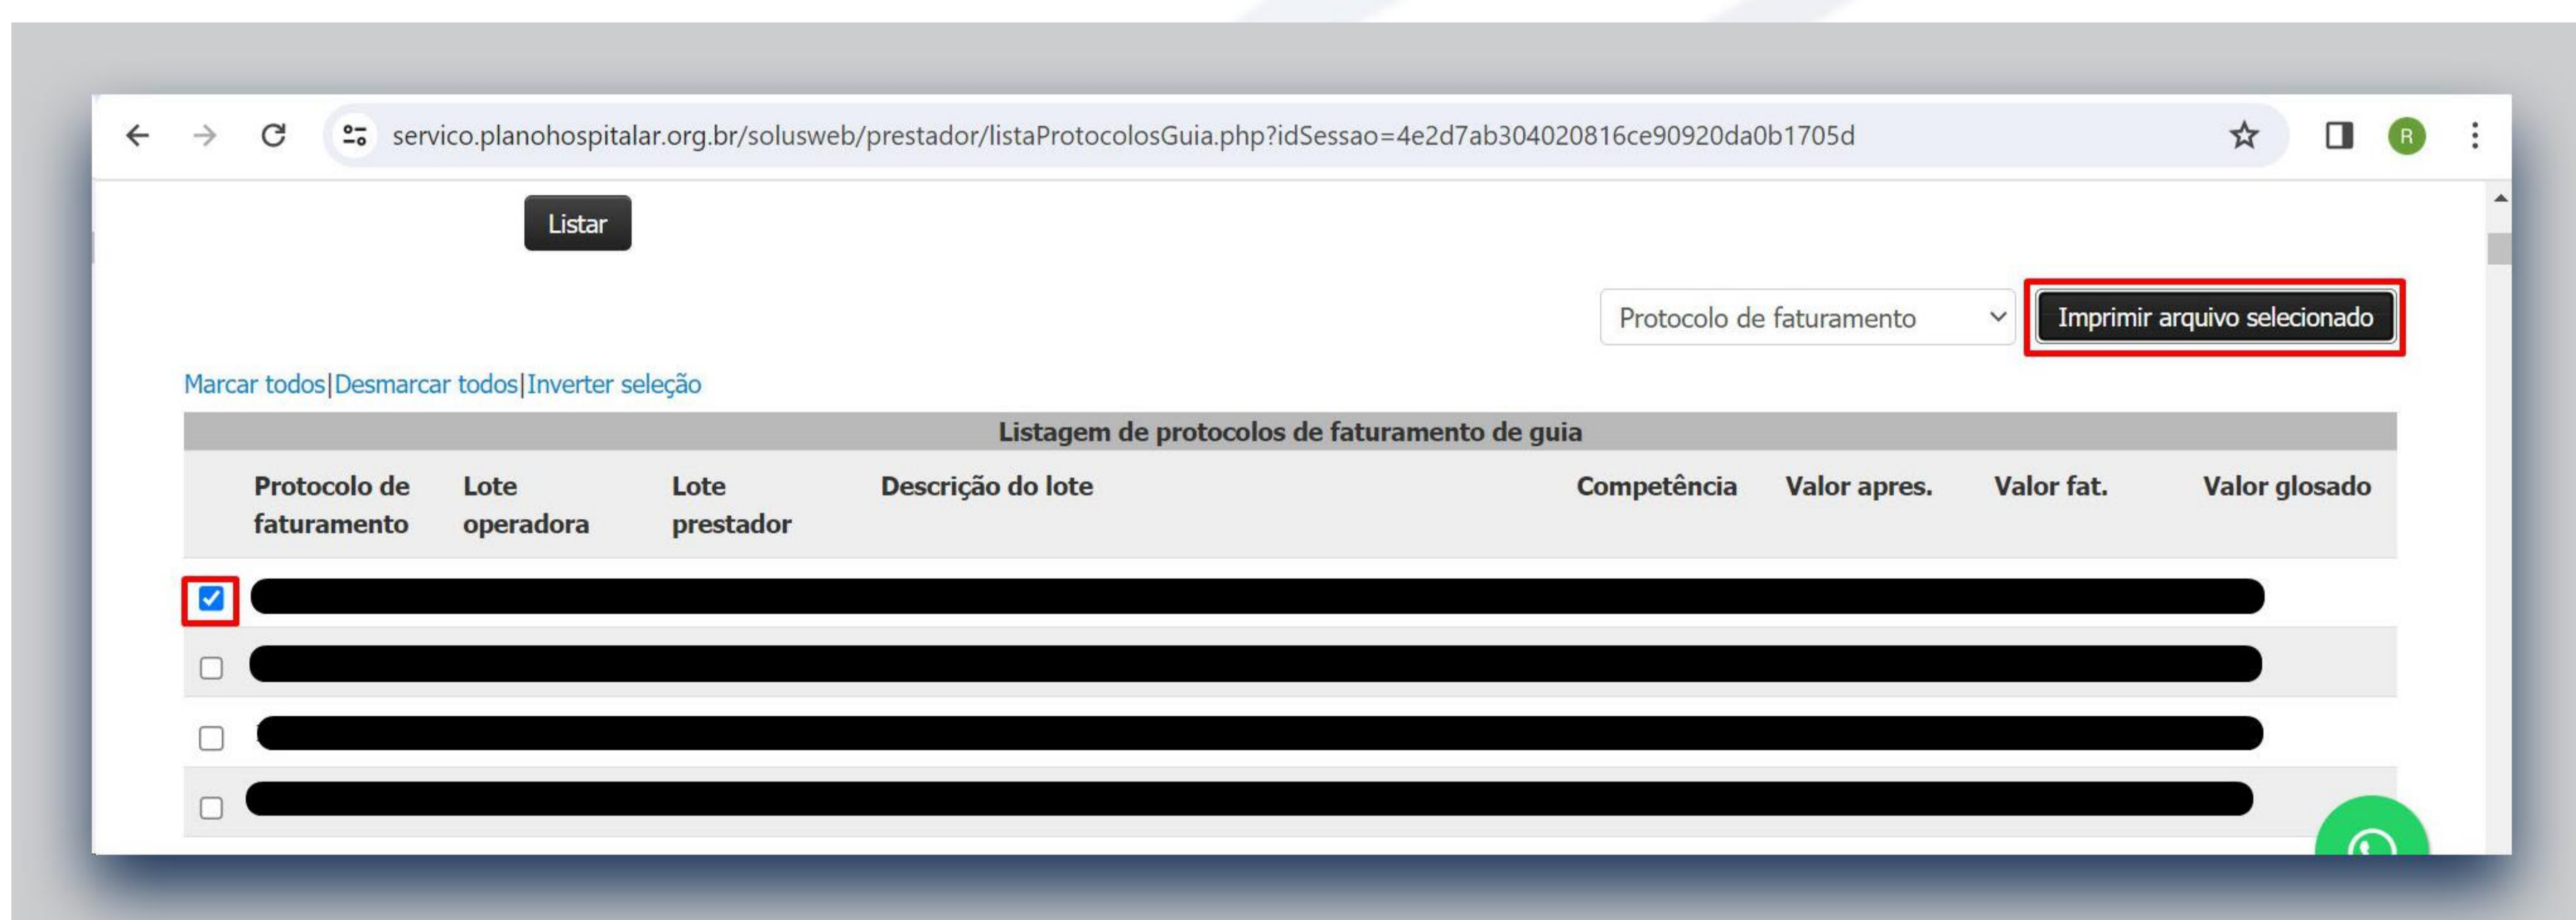 servico.planohospitalar.org.br/solusweb/prestador/listaProtocolosGuia.php?idSessao=4e2d7ab304020816ce90920da0b1705d
R
Listar
Protocolo de faturamento
Imprimir arquivo selecionado
Marcar todos|Desmarcar todos|Inverter seleção
Listagem de protocolos de faturamento de guia
Protocolo de faturamento
Lote operadora
Lote prestador
Descrição do lote
Competência
Valor apres.
Valor fat.
Valor glosado